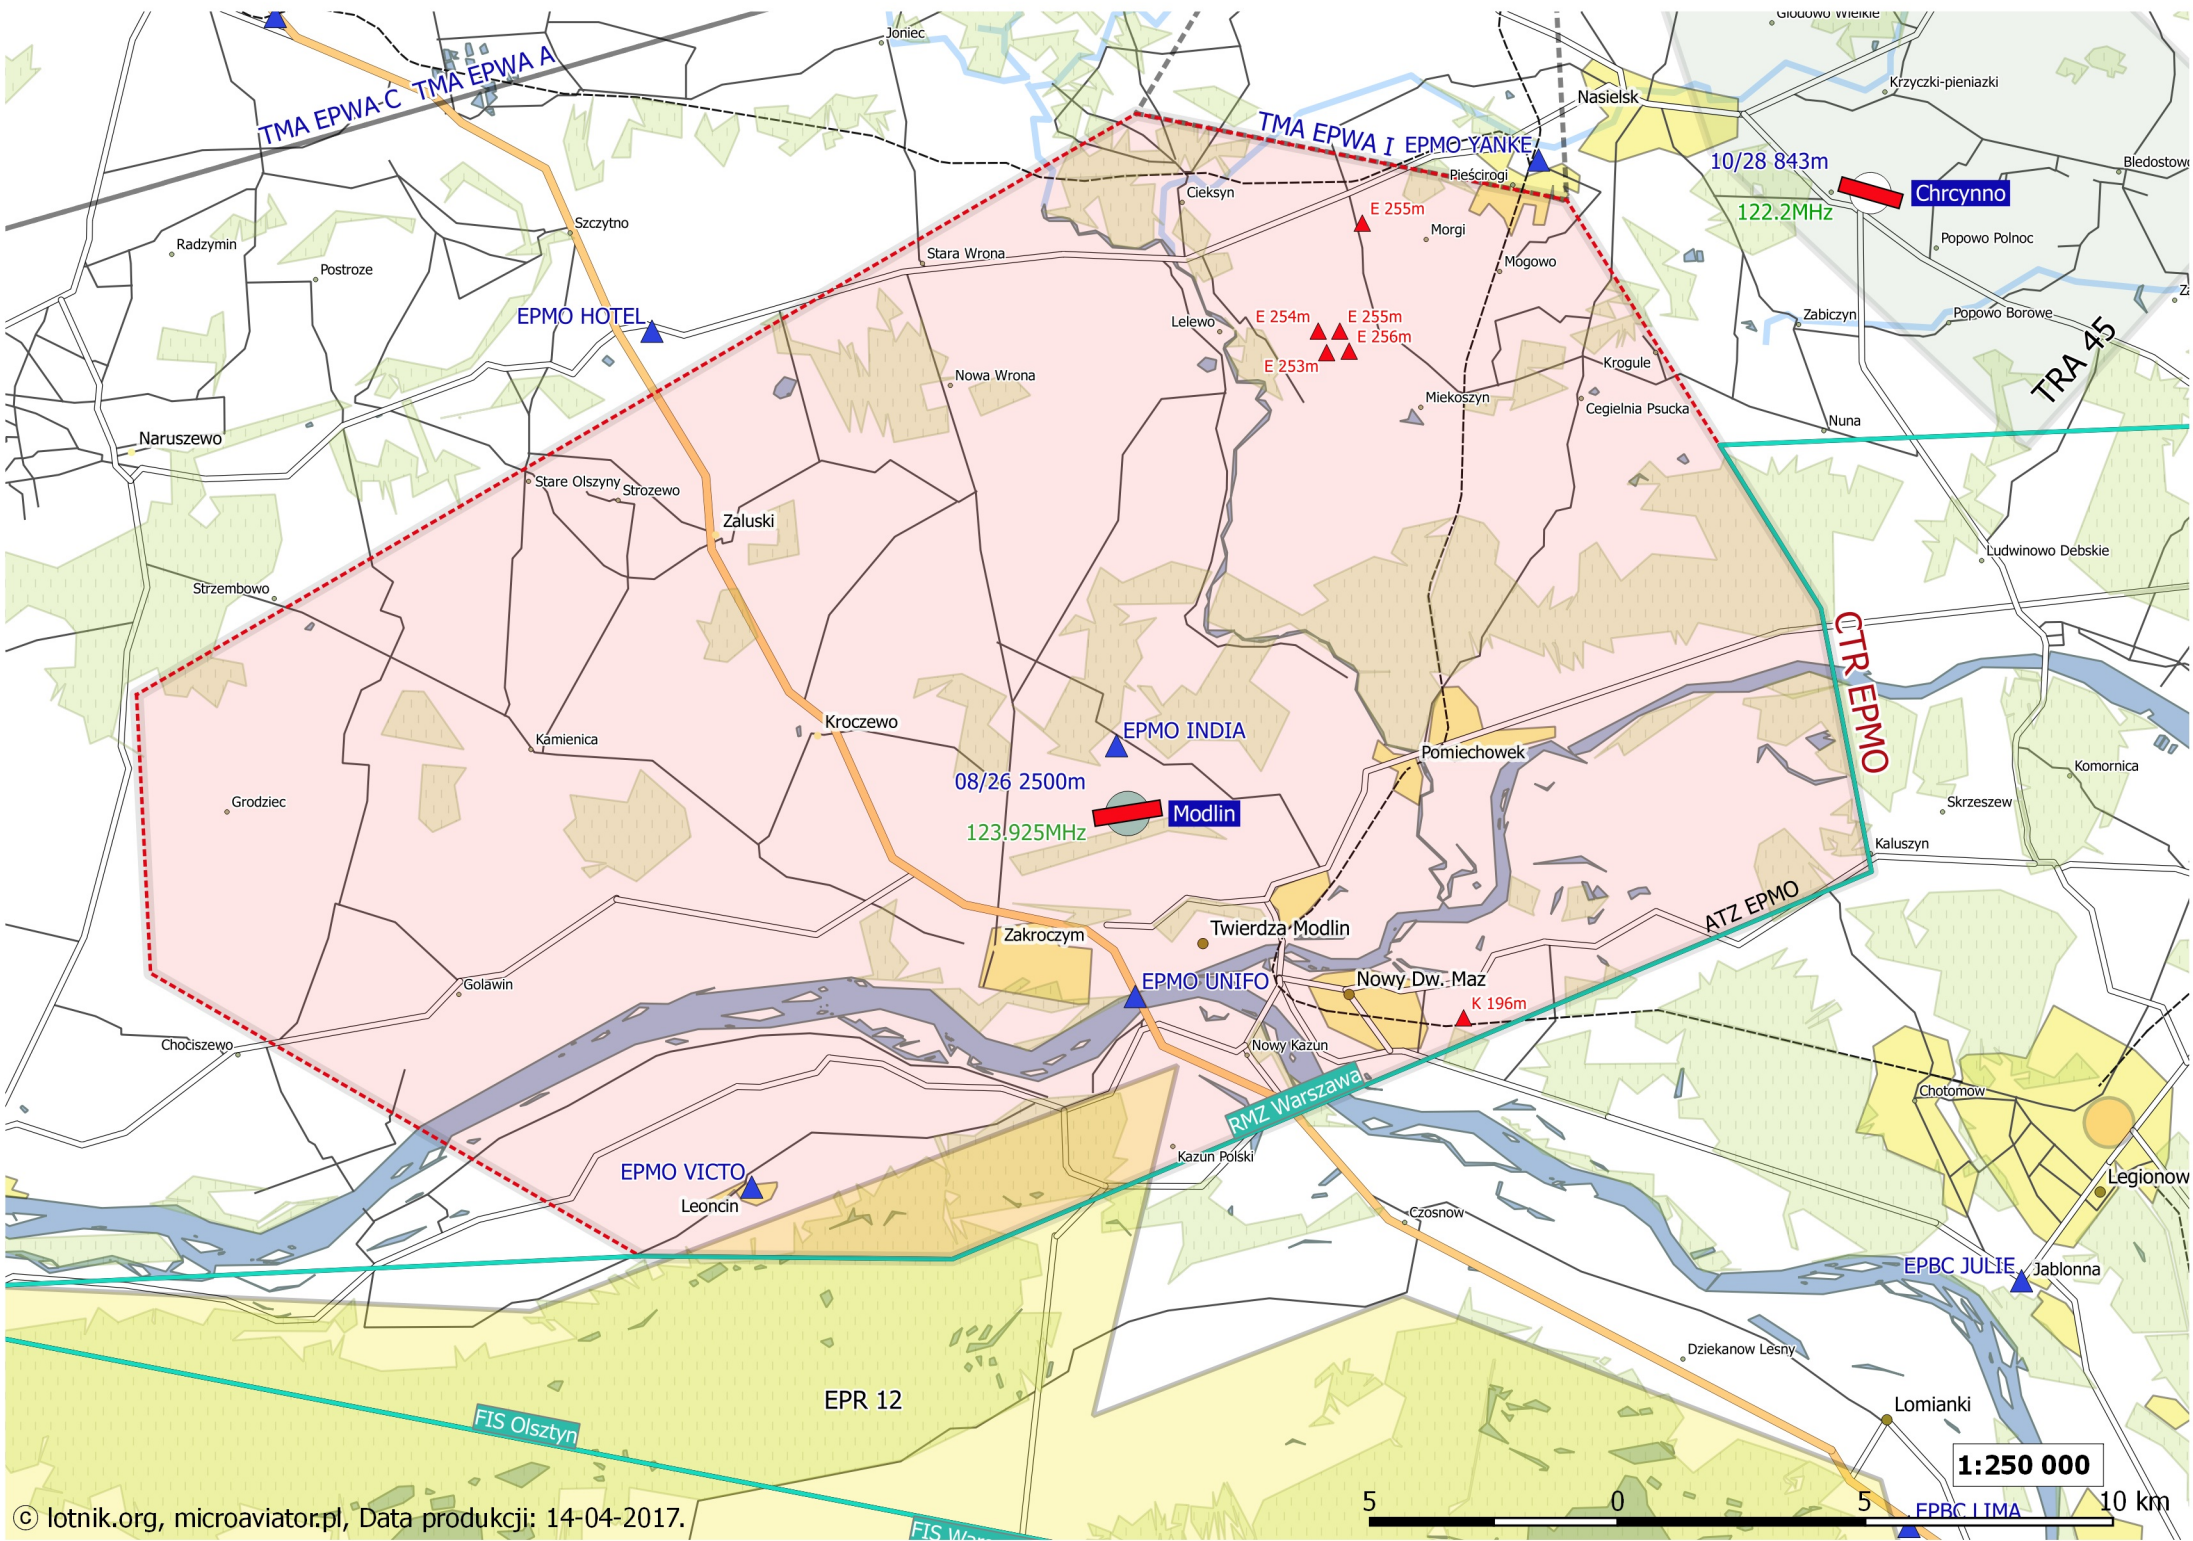 Glodowo Wielkie
Joniec
TMA EPWA-C TMA EPWA A
Krzyczki-pieniazki
Nasielsk
TMA EPWA I
EPMO YANKE
10/28 843m
Chrcynno
122.2MHz
Pieścirogi
Cieksyn
E 255m
Morgi
Szczytno
Radzymin
Postroze
Stara Wrona
Mogowo
Popowo Polnoc
EPMO HOTEL
Lelewo
E 254m
E 255m
E 256m
E 253m
Zabiczyn
Popowo Borowe
TRA 45
Krogule
Nowa Wrona
Miekoszyn
Cegielnia Psucka
Nuna
Naruszewo
Stare Olszyny
Strozewo
Zaluski
Ludwinowo Debskie
Strzembowo
CTR EPMO
Kroczewo
Kamienica
EPMO INDIA
Pomiechowek
Komornica
08/26 2500m
Modlin
123.925MHz
Grodziec
Skrzeszew
Kaluszyn
ATZ EPMO
Zakroczym
Twierdza Modlin
Golawin
EPMO UNIFO
Nowy Dw. Maz
K 196m
Chociszewo
Nowy Kazun
RMZ Warszawa
Chotomow
Kazun Polski
EPMO VICTO
Leoncin
Legionow
Czosnow
EPBC JULIE
Jablonna
Dziekanow Lesny
EPR 12
FIS Olsztyn
Lomianki
1:250 000
5 0 5 10 km
EPBC LIMA
© lotnik.org, microaviator.pl, Data produkcji: 14-04-2017.